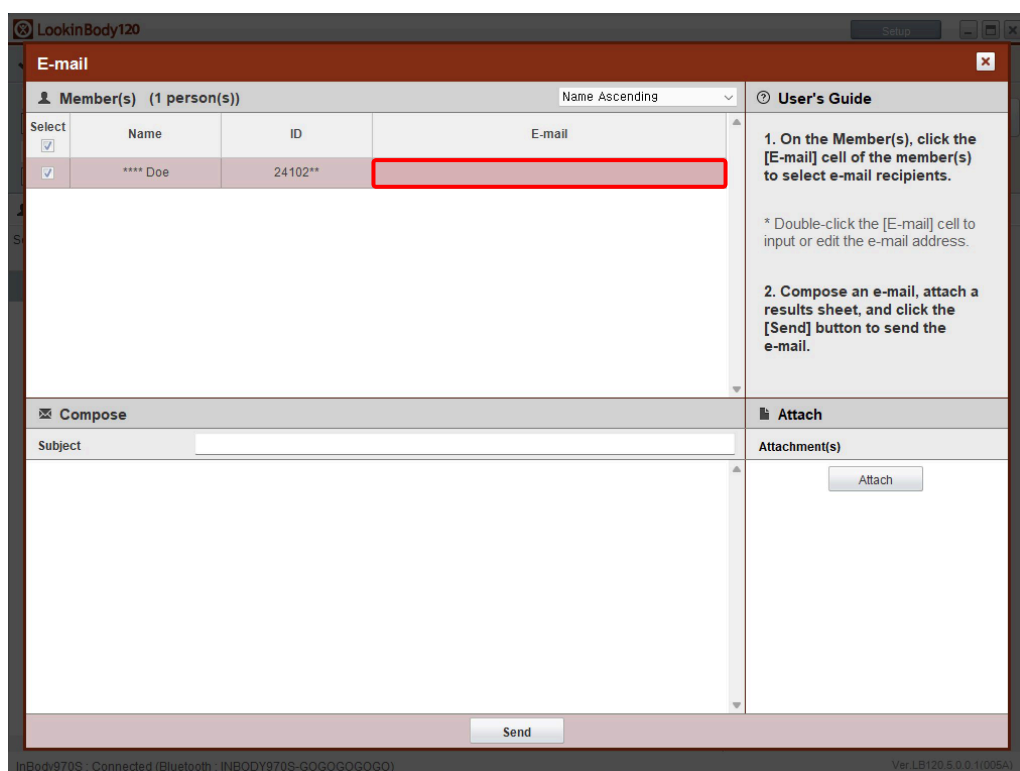 LookinBody120
Setup
E-mail
Member(s) (1 person(s))
Name Ascending
Select
Name
ID
E-mail
**** Doe
24102**
User's Guide
1. On the Member(s), click the
[E-mail] cell of the member(s)
to select e-mail recipients.
* Double-click the [E-mail] cell to
input or edit the e-mail address.
2. Compose an e-mail, attach a
results sheet, and click the
[Send] button to send the
e-mail.
Compose
Subject
Attach
Attachment(s)
Attach
Send
InBody970S : Connected (Bluetooth : INBODY970S-GOGOGOGOGO)
Ver.LB120.5.0.0.1(005A)